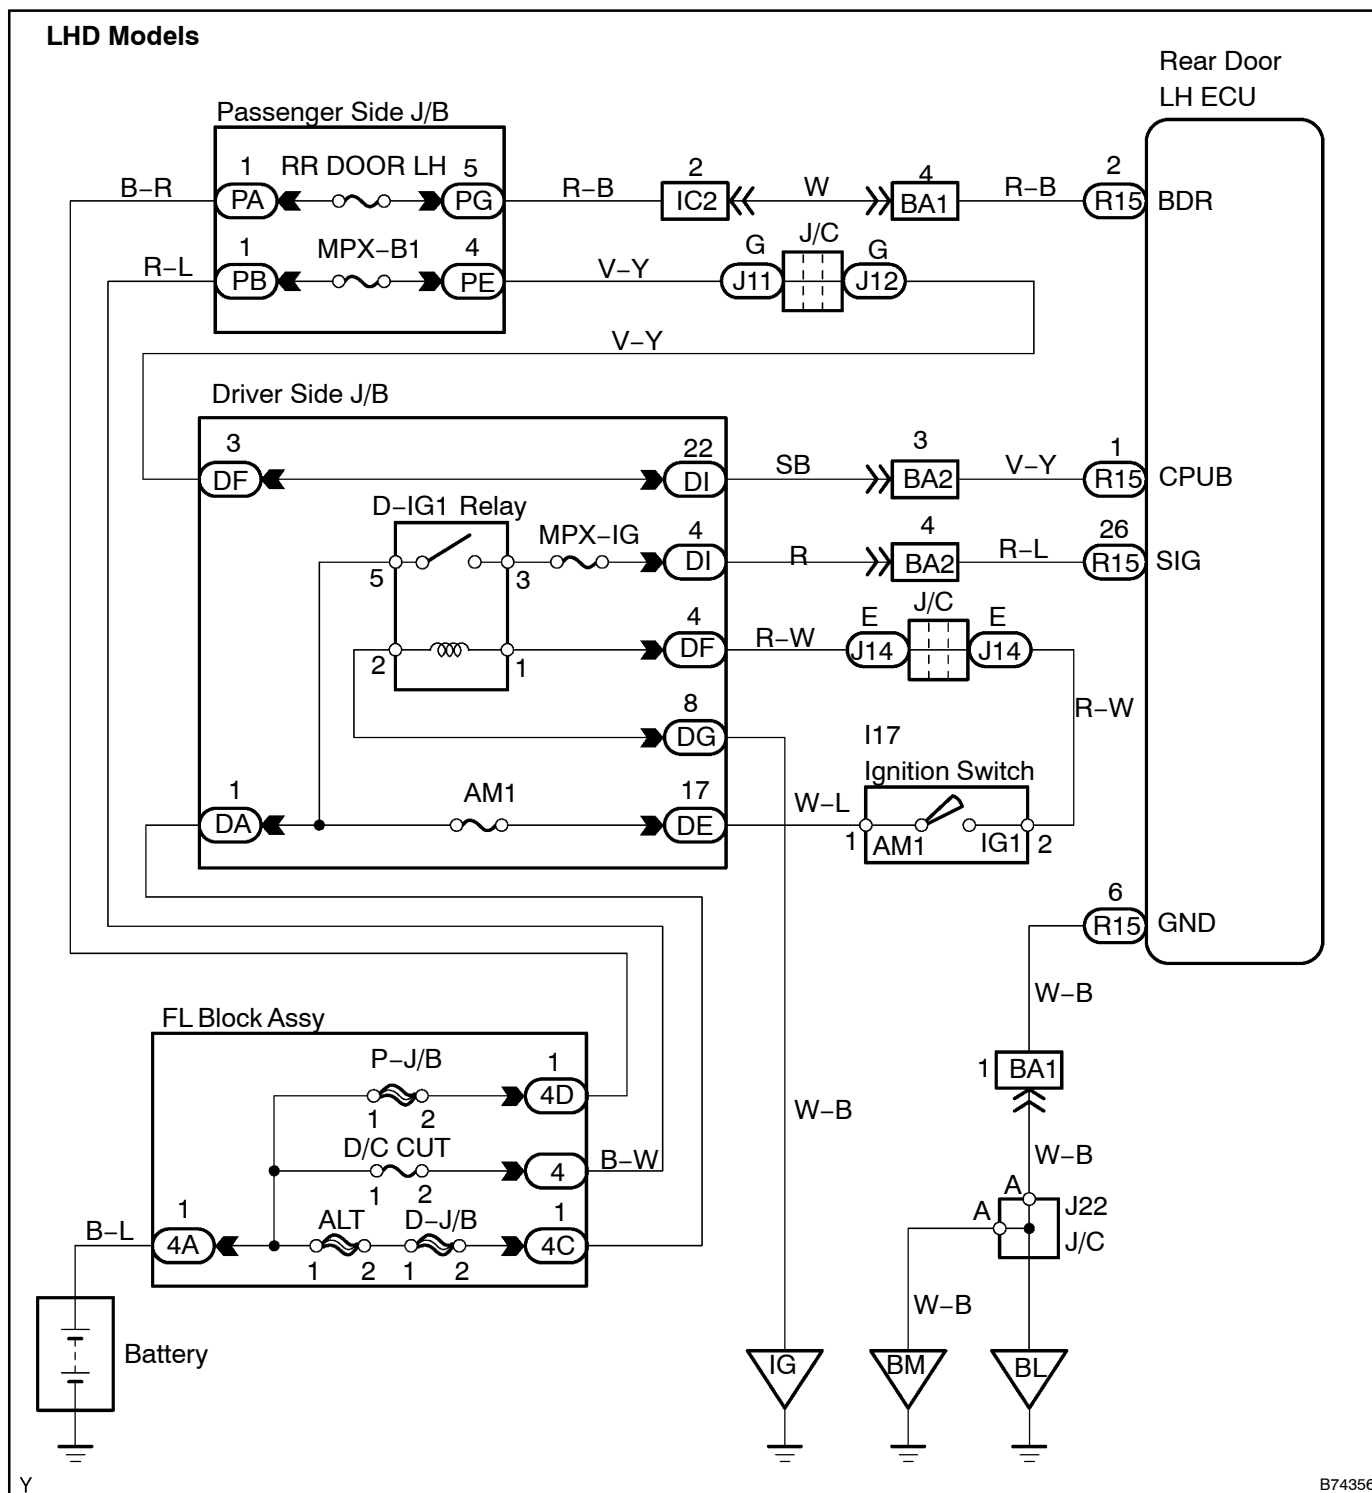 LHD Models
Rear Door
LH ECU
Passenger Side J/B
1 RR DOOR LH 5
B-R PA PG R-B 2 IC2 W 4 BA1 R-B 2 R15 BDR
1 MPX-B1 4
R-L PB PE V-Y G J11 J/C G J12
V-Y
Driver Side J/B
3 22 3 1
DF DI SB BA2 V-Y R15 CPUB
D-IG1 Relay
5 3 MPX-IG 4 DI R 4 BA2 R-L 26 R15 SIG
2 1 4 DF R-W E J14 J/C E J14
R-W
8
DG
I17
Ignition Switch
1 AM1 17
DA DE W-L 1 AM1 IG1 2
6
R15 GND
W-B
FL Block Assy
P-J/B 1
1 2 4D
1 BA1
W-B
D/C CUT
1 2 4 B-W
W-B
A J22
A J/C
1 ALT D-J/B 1
B-L 4A 1 2 1 2 4C
W-B
Battery
IG BM BL
Y
B74356